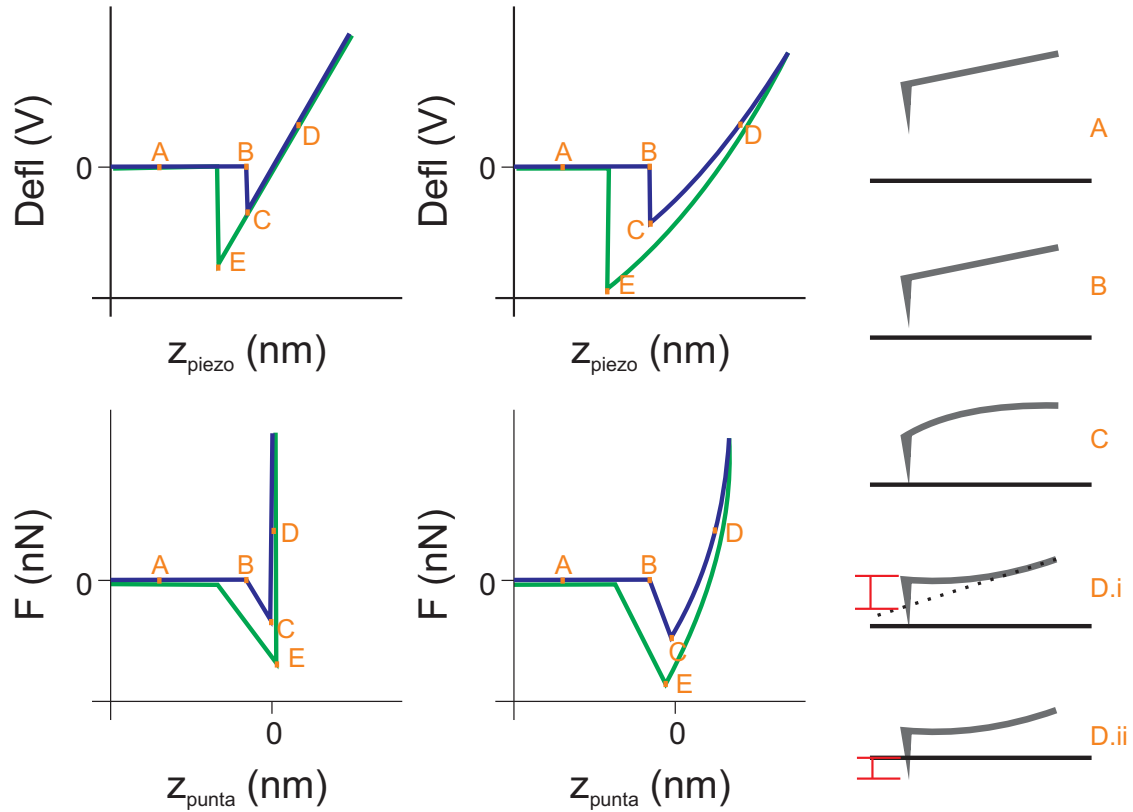 Defl (V)
0
A
B
C
D
E
z_piezo (nm)
Defl (V)
0
A
B
C
D
E
z_piezo (nm)
F (nN)
0
A
B
C
D
E
0
z_punta (nm)
F (nN)
0
A
B
C
D
E
0
z_punta (nm)
A
B
C
D.i
D.ii